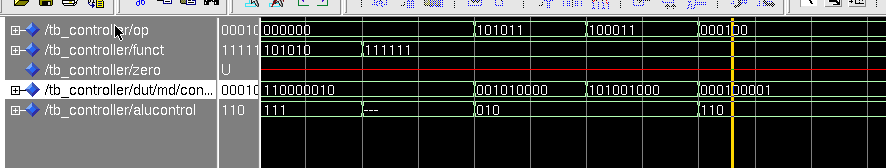 /tb_controller/op 00010 000000 101011 100011 000100
/tb_controller/funct 11111 101010 111111
/tb_controller/zero U
/tb_controller/dut/md/con... 00010 110000010 001010000 101001000 000100001
/tb_controller/alucontrol 110 111 --- 010 110